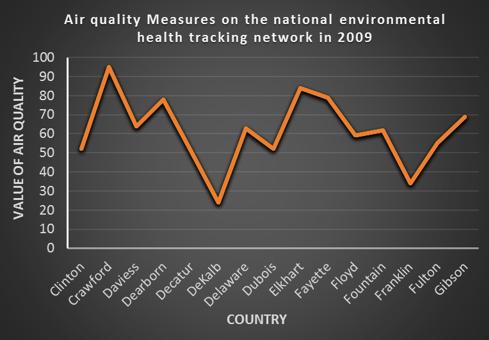 Air quality Measures on the national environmental
health tracking network in 2009
VALUE OF AIR QUALITY
100
90
80
70
60
50
40
30
20
10
0
Clinton
Crawford
Daviess
Dearborn
Decatur
DeKalb
Delaware
Dubois
Elkhart
Fayette
Floyd
Fountain
Franklin
Fulton
Gibson
COUNTRY